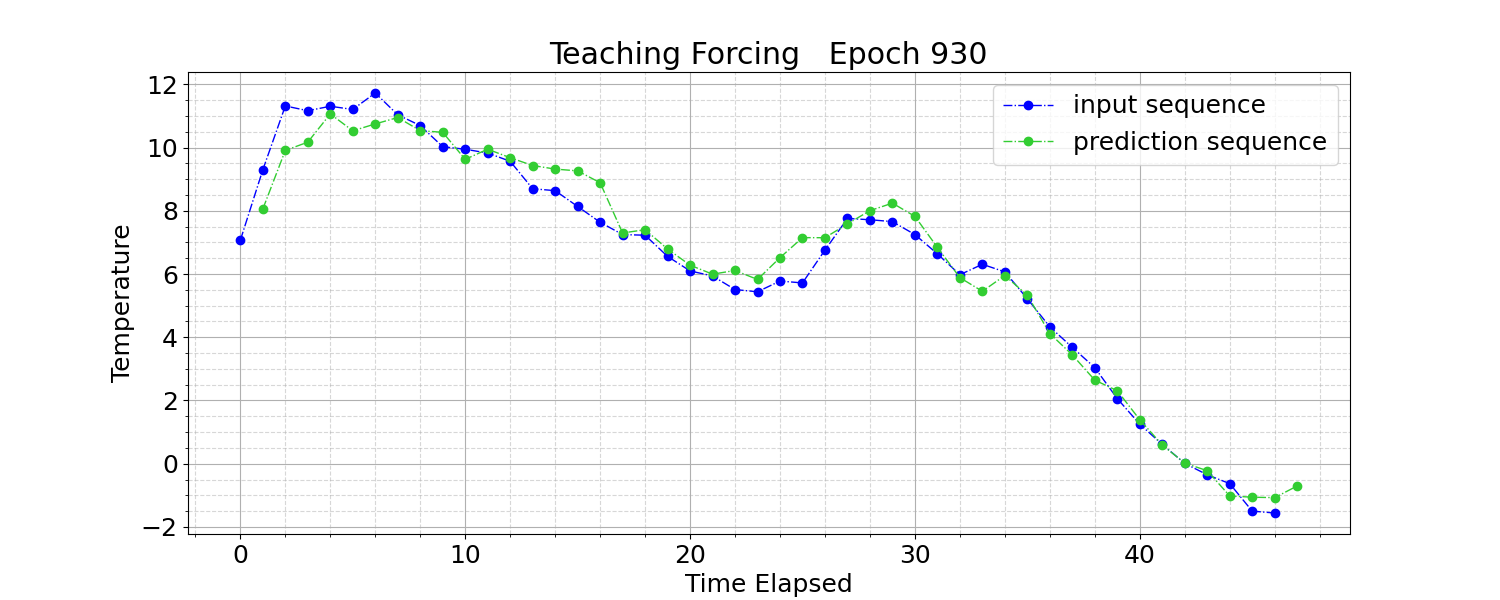 Teaching Forcing   Epoch 930
input sequence
prediction sequence
Temperature
12
10
8
6
4
2
0
−2
0 10 20 30 40
Time Elapsed